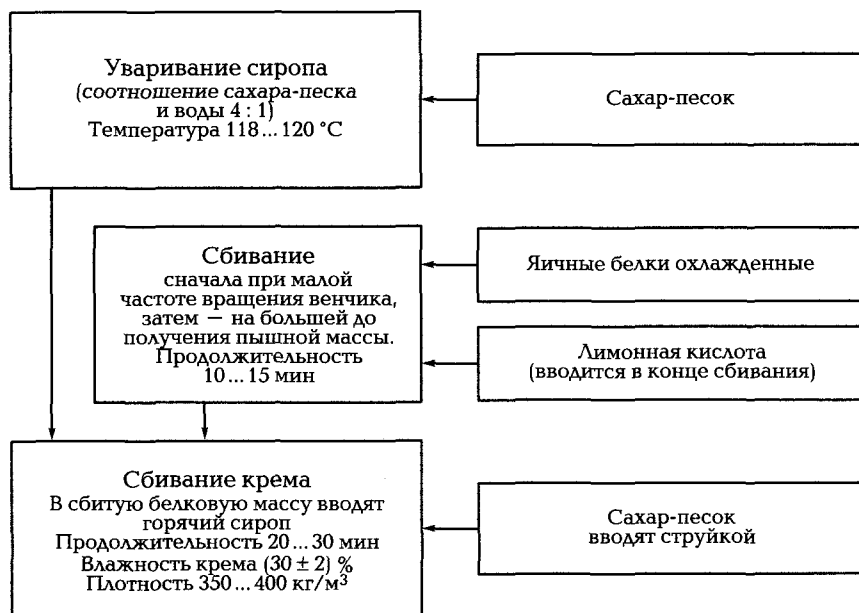 Уваривание сиропа
(соотношение сахара-песка
и воды 4 : 1)
Температура 118 ... 120 °C
Сахар-песок
Сбивание
сначала при малой
частоте вращения венчика,
затем — на большей до
получения пышной массы.
Продолжительность
10 ... 15 мин
Яичные белки охлажденные
Лимонная кислота
(вводится в конце сбивания)
Сбивание крема
В сбитую белковую массу вводят
горячий сироп
Продолжительность 20 ... 30 мин
Влажность крема (30 ± 2) %
Плотность 350 ... 400 кг/м³
Сахар-песок
вводят струйкой